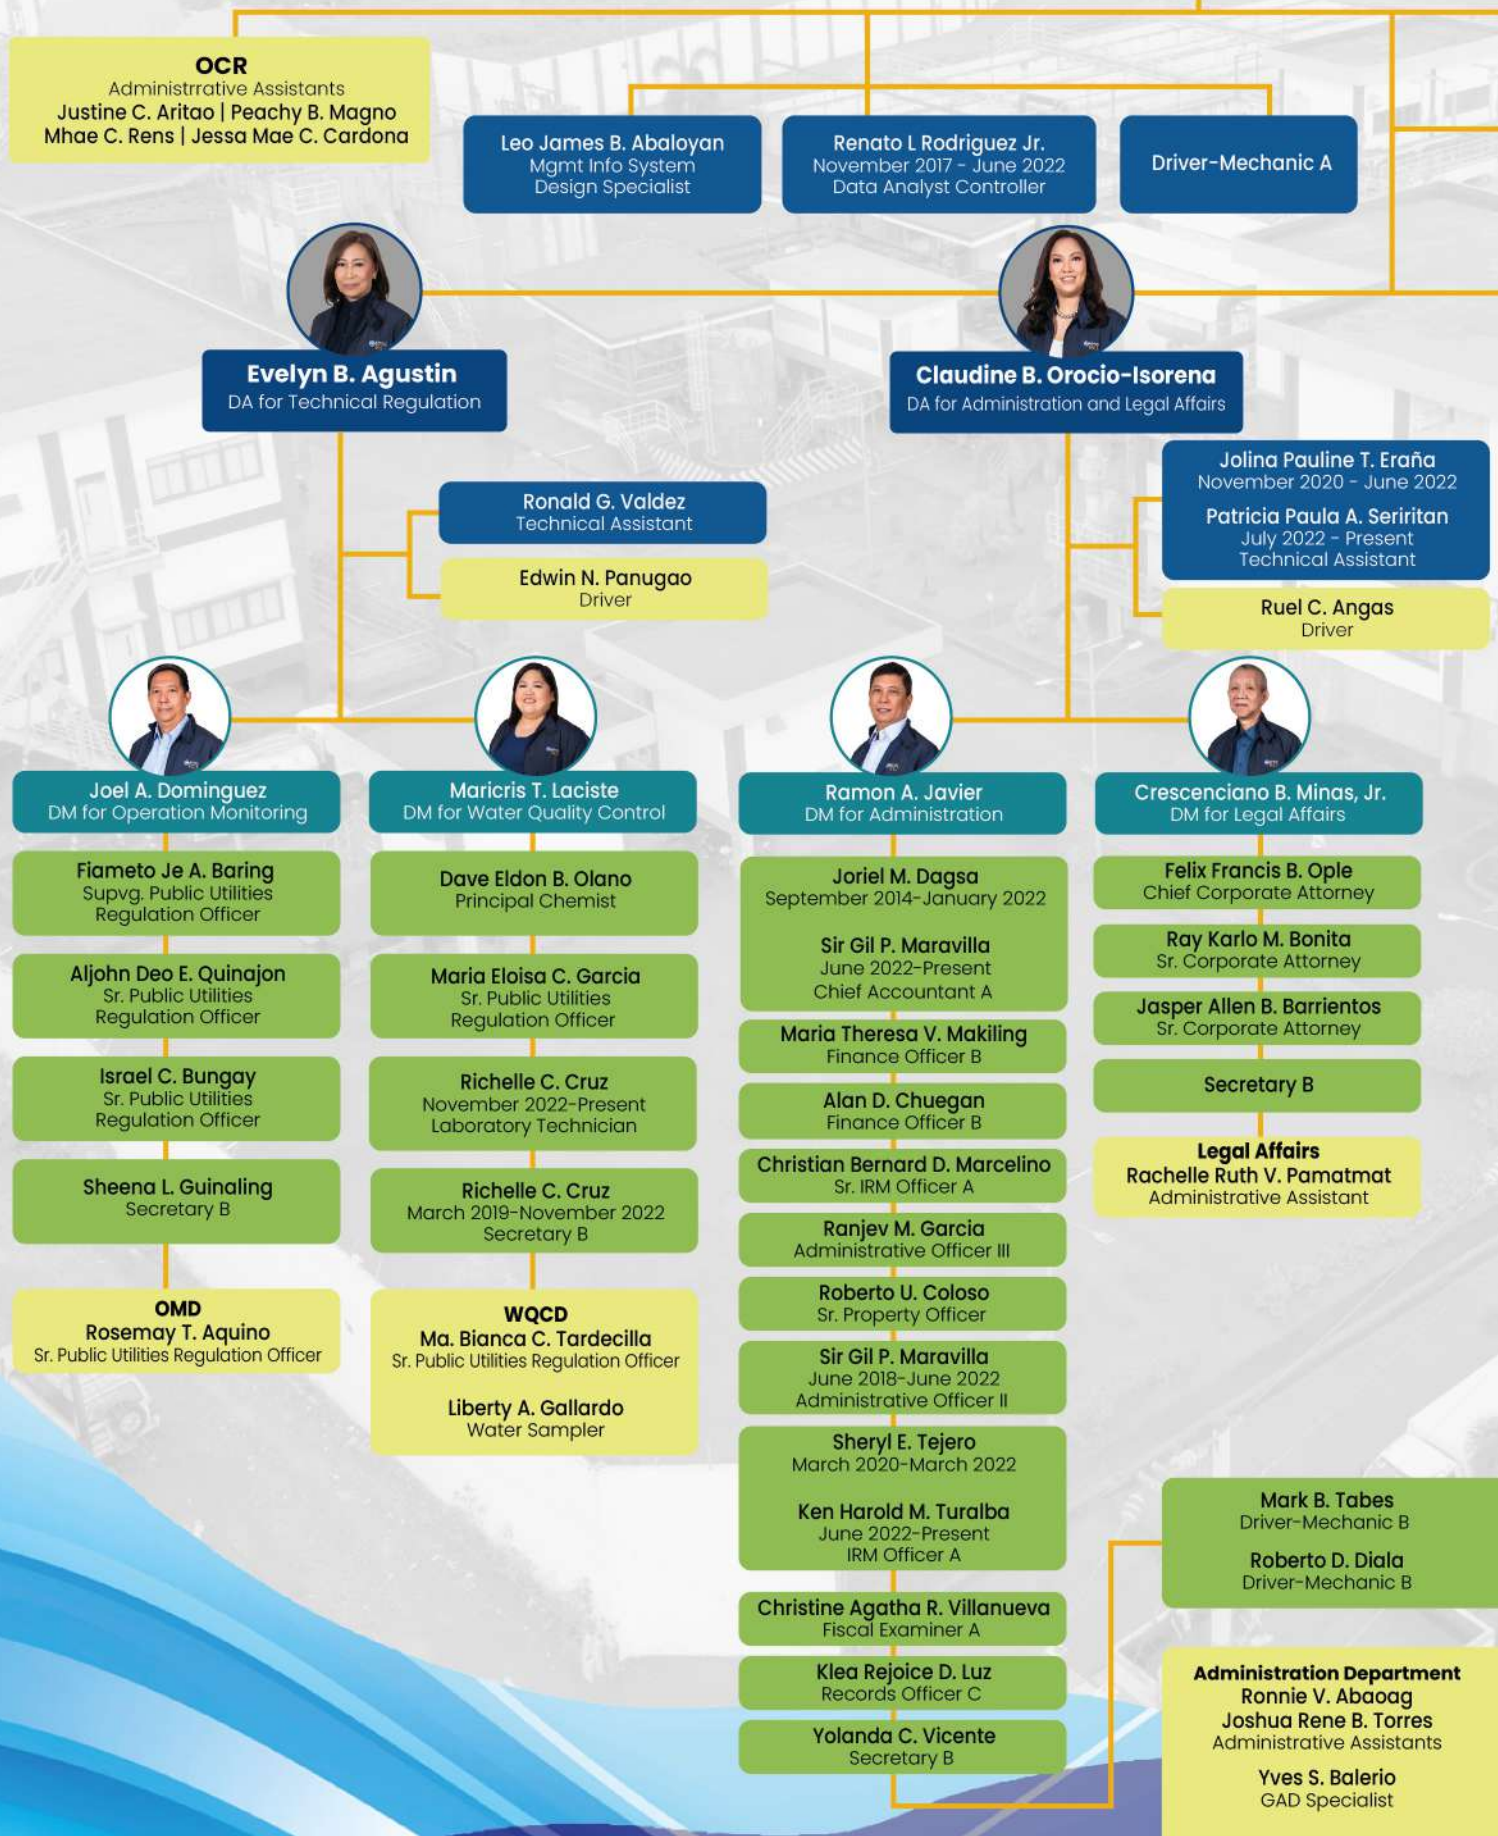 OCR
Administrrative Assistants
Justine C. Aritao | Peachy B. Magno
Mhae C. Rens | Jessa Mae C. Cardona
Leo James B. Abaloyan
Mgmt Info System
Design Specialist
Renato L Rodriguez Jr.
November 2017 - June 2022
Data Analyst Controller
Driver-Mechanic A
Evelyn B. Agustin
DA for Technical Regulation
Claudine B. Orocio-Isorena
DA for Administration and Legal Affairs
Ronald G. Valdez
Technical Assistant
Edwin N. Panugao
Driver
Jolina Pauline T. Eraña
November 2020 - June 2022
Patricia Paula A. Seriritan
July 2022 - Present
Technical Assistant
Ruel C. Angas
Driver
Joel A. Dominguez
DM for Operation Monitoring
Fiameto Je A. Baring
Supvg. Public Utilities
Regulation Officer
Aljohn Deo E. Quinajon
Sr. Public Utilities
Regulation Officer
Israel C. Bungay
Sr. Public Utilities
Regulation Officer
Sheena L. Guinaling
Secretary B
OMD
Rosemay T. Aquino
Sr. Public Utilities Regulation Officer
Maricris T. Laciste
DM for Water Quality Control
Dave Eldon B. Olano
Principal Chemist
Maria Eloisa C. Garcia
Sr. Public Utilities
Regulation Officer
Richelle C. Cruz
November 2022-Present
Laboratory Technician
Richelle C. Cruz
March 2019-November 2022
Secretary B
WQCD
Ma. Bianca C. Tardecilla
Sr. Public Utilities Regulation Officer
Liberty A. Gallardo
Water Sampler
Ramon A. Javier
DM for Administration
Joriel M. Dagsa
September 2014-January 2022
Sir Gil P. Maravilla
June 2022-Present
Chief Accountant A
Maria Theresa V. Makiling
Finance Officer B
Alan D. Chuegan
Finance Officer B
Christian Bernard D. Marcelino
Sr. IRM Officer A
Ranjev M. Garcia
Administrative Officer III
Roberto U. Coloso
Sr. Property Officer
Sir Gil P. Maravilla
June 2018-June 2022
Administrative Officer II
Sheryl E. Tejero
March 2020-March 2022
Ken Harold M. Turalba
June 2022-Present
IRM Officer A
Christine Agatha R. Villanueva
Fiscal Examiner A
Klea Rejoice D. Luz
Records Officer C
Yolanda C. Vicente
Secretary B
Crescenciano B. Minas, Jr.
DM for Legal Affairs
Felix Francis B. Ople
Chief Corporate Attorney
Ray Karlo M. Bonita
Sr. Corporate Attorney
Jasper Allen B. Barrientos
Sr. Corporate Attorney
Secretary B
Legal Affairs
Rachelle Ruth V. Pamatmat
Administrative Assistant
Mark B. Tabes
Driver-Mechanic B
Roberto D. Diala
Driver-Mechanic B
Administration Department
Ronnie V. Abaoag
Joshua Rene B. Torres
Administrative Assistants
Yves S. Balerio
GAD Specialist